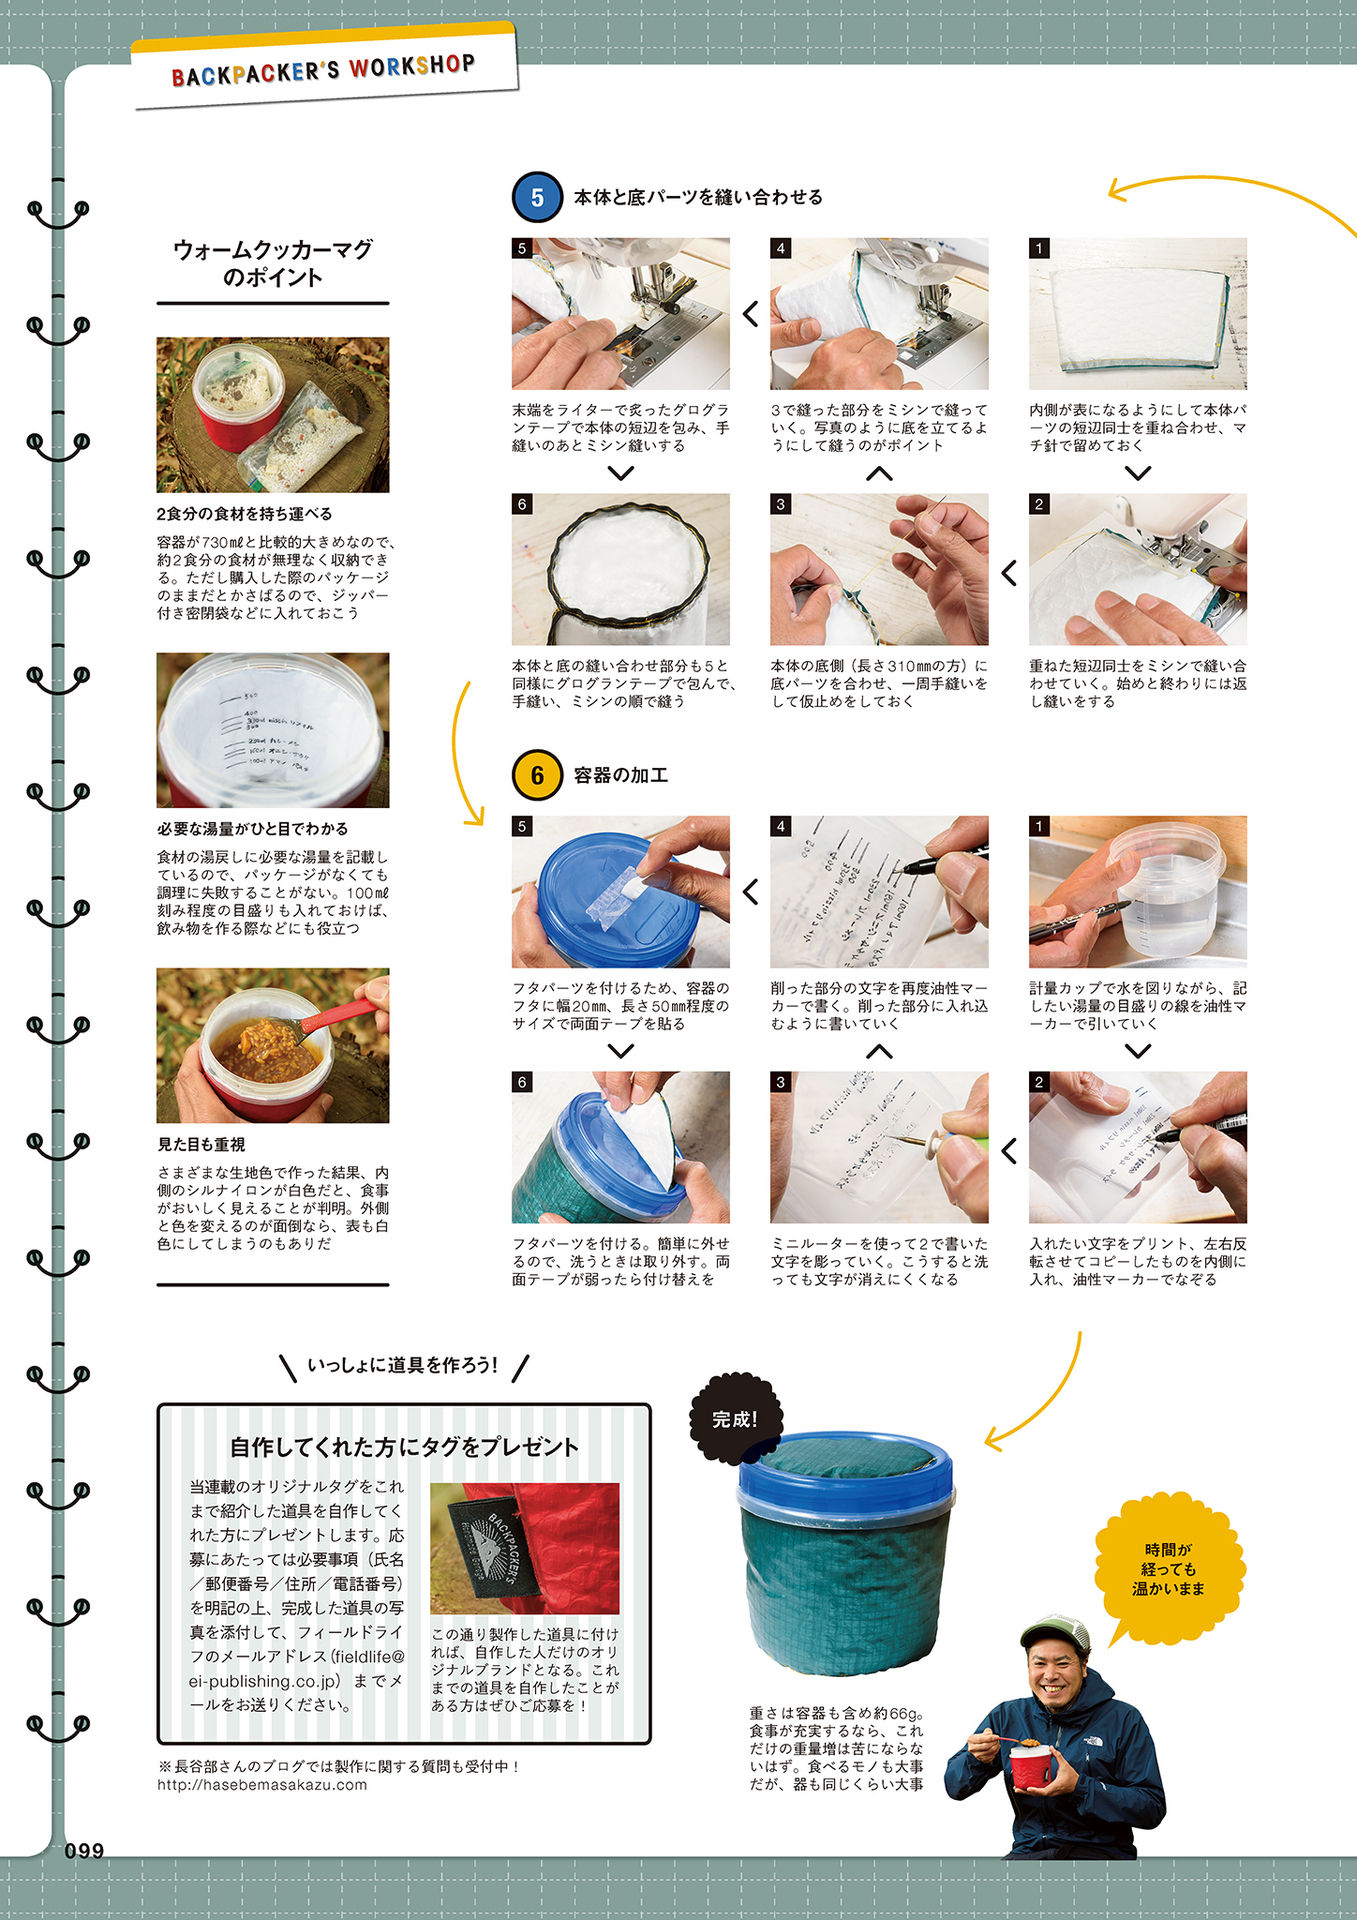 BACKPACKER'S WORKSHOP
ウォームクッカーマグ
のポイント
2食分の食材を持ち運べる
容器が730㎖と比較的大きめなので、
約2食分の食材が無理なく収納でき
る。ただし購入した際のパッケージ
のままだとかさばるので、ジッパー
付き密閉袋などに入れておこう
必要な湯量がひと目でわかる
食材の湯戻しに必要な湯量を記載し
ているので、パッケージがなくても
調理に失敗することがない。100㎖
刻み程度の目盛りも入れておけば、
飲み物を作る際などにも役立つ
見た目も重視
さまざまな生地色で作った結果、内
側のシルナイロンが白色だと、食事
がおいしく見えることが判明。外側
と色を変えるのが面倒なら、表も白
色にしてしまうのもありだ
5 本体と底パーツを縫い合わせる
1
内側が表になるようにして本体パ
ーツの短辺同士を重ね合わせ、マ
チ針で留めておく
2
重ねた短辺同士をミシンで縫い合
わせていく。始めと終わりには返
し縫いをする
3
本体の底側（長さ310㎜の方）に
底パーツを合わせ、一周手縫いを
して仮止めをしておく
4
3で縫った部分をミシンで縫って
いく。写真のように底を立てるよ
うにして縫うのがポイント
5
末端をライターで炙ったグログラ
ンテープで本体の短辺を包み、手
縫いのあとミシン縫いする
6
本体と底の縫い合わせ部分も5と
同様にグログランテープで包んで、
手縫い、ミシンの順で縫う
6 容器の加工
1
計量カップで水を図りながら、記
したい湯量の目盛りの線を油性マ
ーカーで引いていく
2
入れたい文字をプリント、左右反
転させてコピーしたものを内側に
入れ、油性マーカーでなぞる
3
ミニルーターを使って2で書いた
文字を彫っていく。こうすると洗
っても文字が消えにくくなる
4
削った部分の文字を再度油性マー
カーで書く。削った部分に入れ込
むように書いていく
5
フタパーツを付けるため、容器の
フタに幅20㎜、長さ50㎜程度の
サイズで両面テープを貼る
6
フタパーツを付ける。簡単に外せ
るので、洗うときは取り外す。両
面テープが弱ったら付け替えを
いっしょに道具を作ろう！
自作してくれた方にタグをプレゼント
当連載のオリジナルタグをこれ
まで紹介した道具を自作してく
れた方にプレゼントします。応
募にあたっては必要事項（氏名
／郵便番号／住所／電話番号）
を明記の上、完成した道具の写
真を添付して、フィールドライ
フのメールアドレス（fieldlife@
ei-publishing.co.jp）までメ
ールをお送りください。
BACKPACKER'S
この通り製作した道具に付け
れば、自作した人だけのオリ
ジナルブランドとなる。これ
までの道具を自作したことが
ある方はぜひご応募を！
※長谷部さんのブログでは製作に関する質問も受付中！
http://hasebemasakazu.com
完成！
重さは容器も含め約66g。
食事が充実するなら、これ
だけの重量増は苦にならな
いはず。食べるモノも大事
だが、器も同じくらい大事
時間が
経っても
温かいまま
099